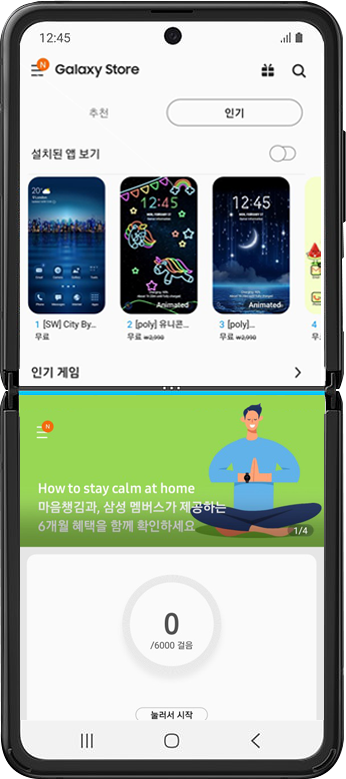 12:45
N
Galaxy Store
추천
인기
설치된 앱 보기
12:45
Animated
12:45
Animated
1 [SW] City By...
무료
2 [poly] 유니콘...
무료 ₩2,990
3 [poly]...
무료 ₩2,990
4
무
인기 게임
N
How to stay calm at home
마음챙김과, 삼성 멤버스가 제공하는
6개월 혜택을 함께 확인하세요
1/4
0
/6000 걸음
눌러서 시작